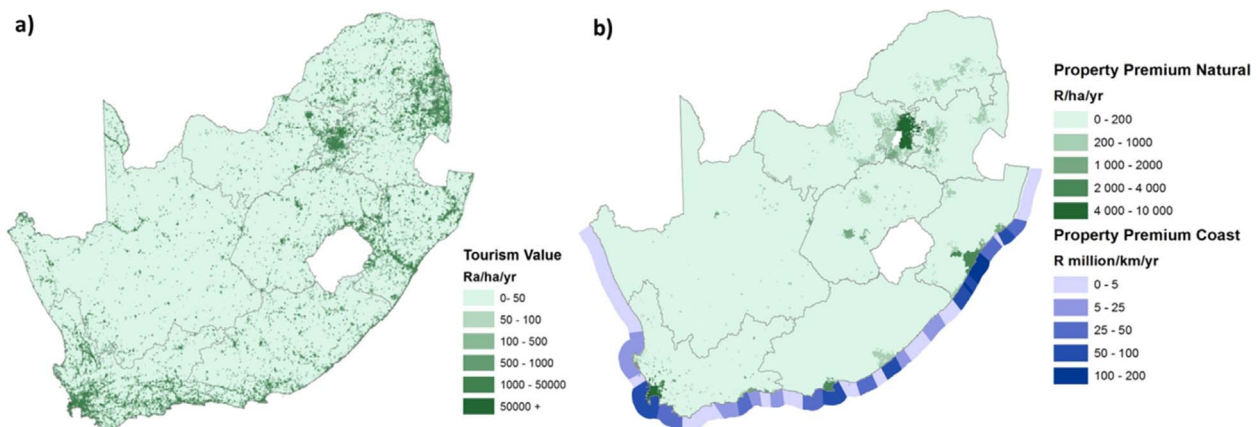 a)
Tourism Value
Ra/ha/yr
0- 50
50 - 100
100 - 500
500 - 1000
1000 - 50000
50000 +
b)
Property Premium Natural
R/ha/yr
0 - 200
200 - 1000
1 000 - 2000
2 000 - 4 000
4 000 - 10 000
Property Premium Coast
R million/km/yr
0 - 5
5 - 25
25 - 50
50 - 100
100 - 200